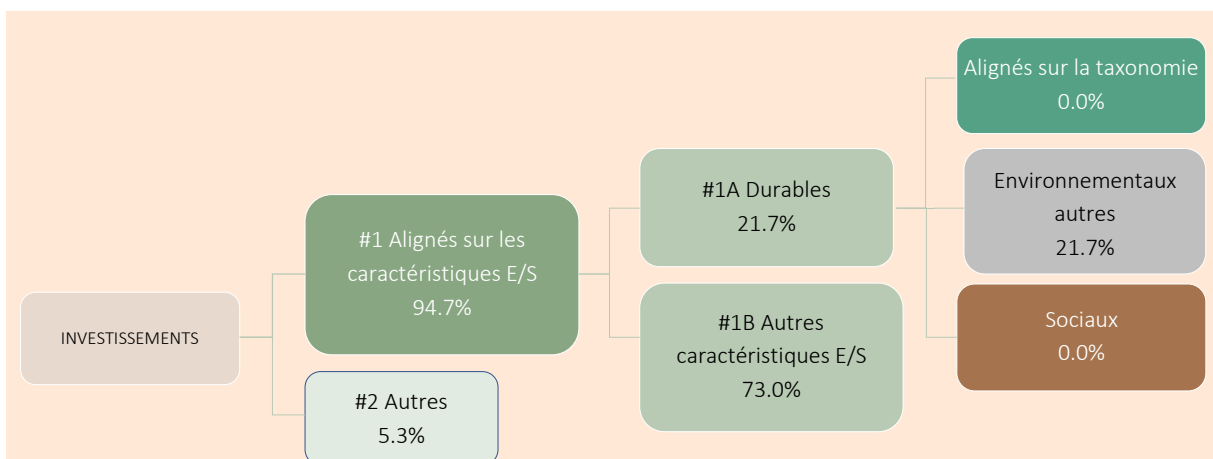 INVESTISSEMENTS
#1 Alignés sur les
caractéristiques E/S
94.7%
#2 Autres
5.3%
#1A Durables
21.7%
#1B Autres
caractéristiques E/S
73.0%
Alignés sur la taxonomie
0.0%
Environnementaux
autres
21.7%
Sociaux
0.0%